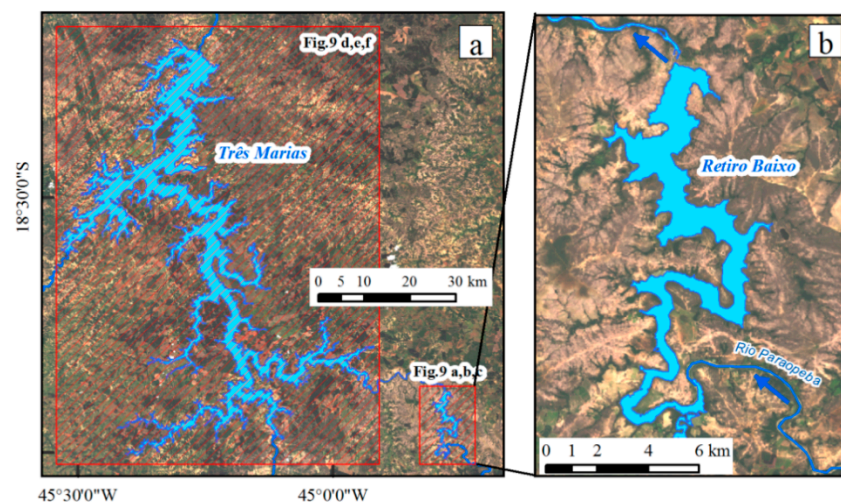 Fig.9 d,e,f
a
Três Marias
18°30'0"S
0 5 10 20 30 km
Fig.9 a,b,c
45°30'0"W
45°0'0"W
b
Retiro Baixo
Rio Paraopeba
0 1 2 4 6 km